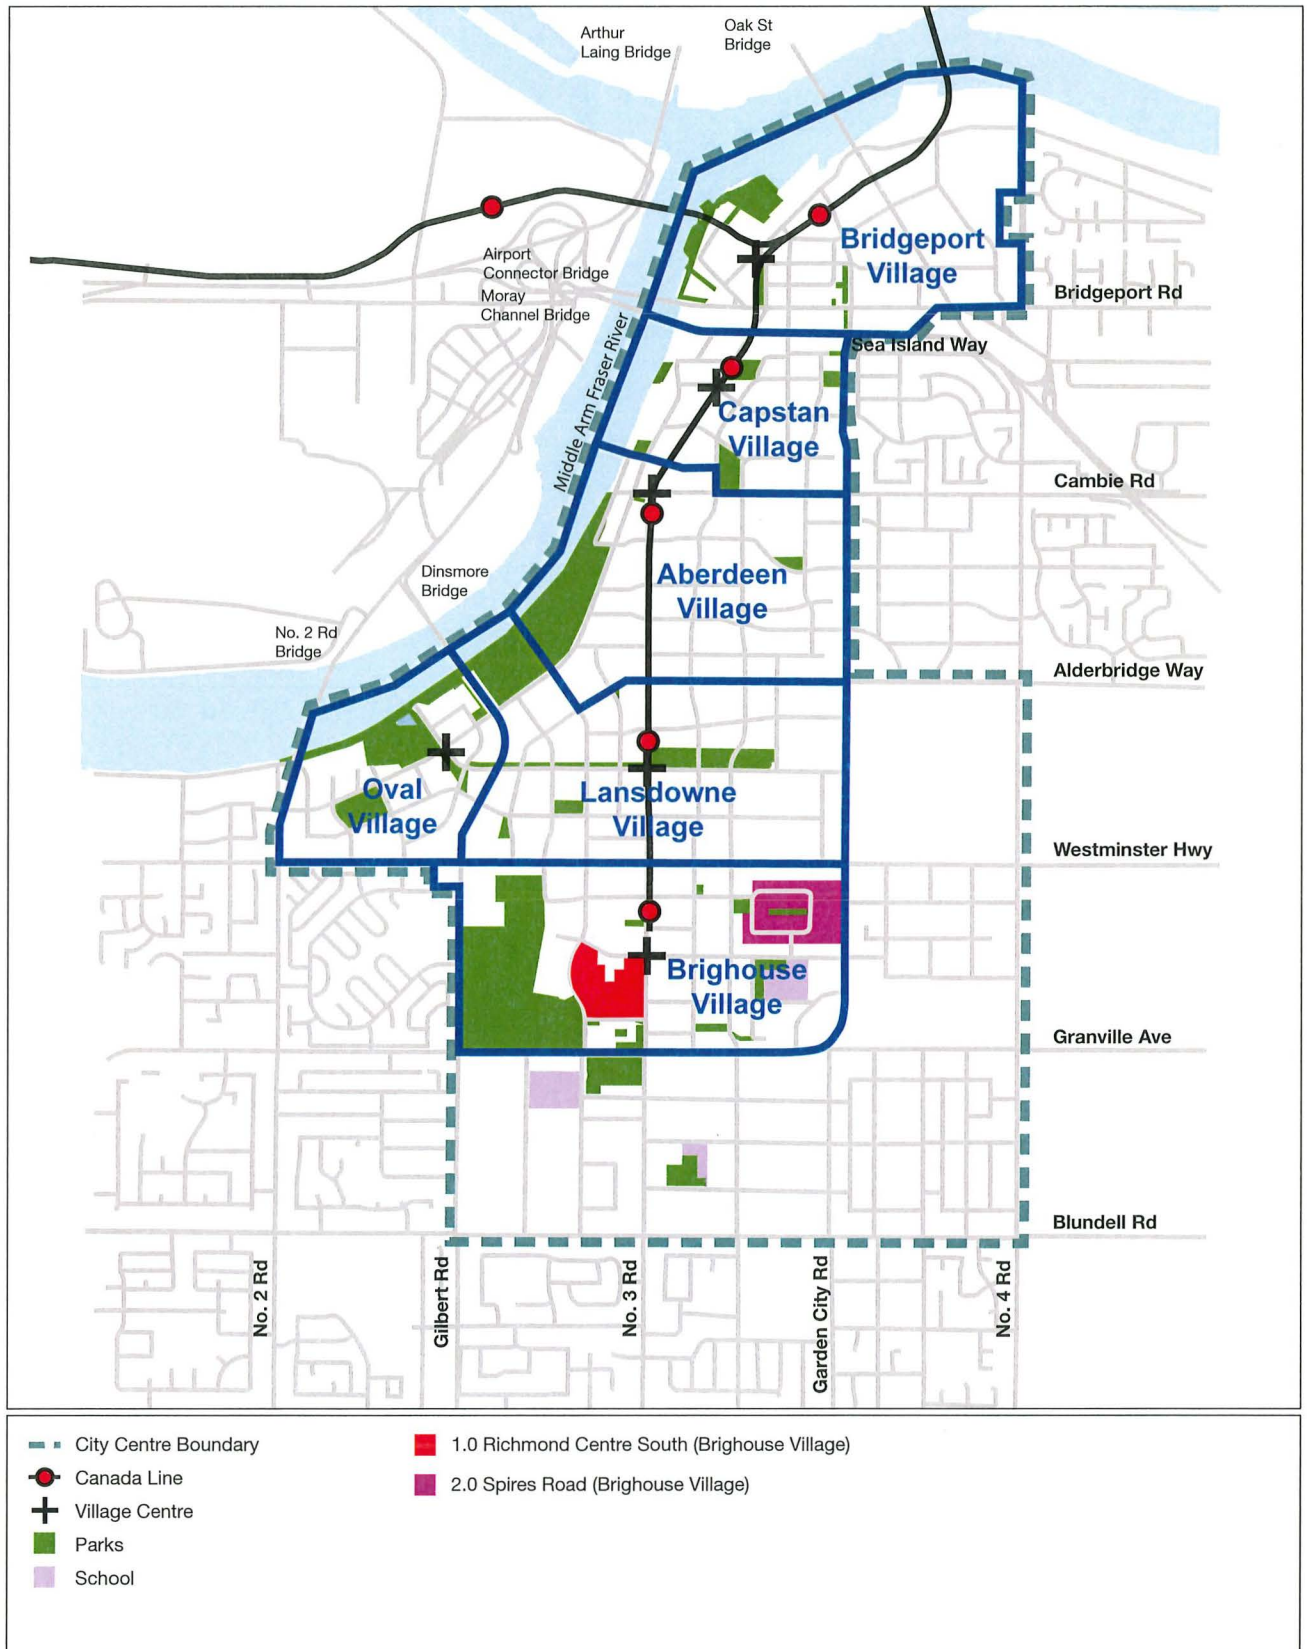 Arthur
Laing Bridge
Oak St
Bridge
Airport
Connector Bridge
Moray
Channel Bridge
Bridgeport
Village
Bridgeport Rd
Sea Island Way
Middle Arm Fraser River
Capstan
Village
Cambie Rd
Dinsmore
Bridge
Aberdeen
Village
No. 2 Rd
Bridge
Alderbridge Way
Oval
Village
Lansdowne
Village
Westminster Hwy
Brighouse
Village
Granville Ave
Blundell Rd
No. 2 Rd
Gilbert Rd
No. 3 Rd
Garden City Rd
No. 4 Rd
City Centre Boundary
Canada Line
Village Centre
Parks
School
1.0 Richmond Centre South (Brighouse Village)
2.0 Spires Road (Brighouse Village)